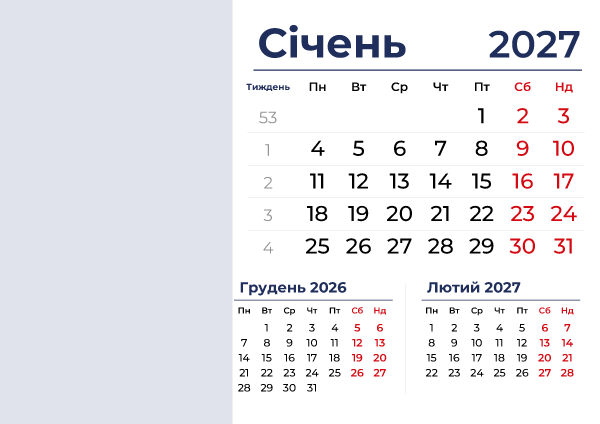 Січень 2027
Тиждень Пн Вт Ср Чт Пт Сб Нд
53 1 2 3
1 4 5 6 7 8 9 10
2 11 12 13 14 15 16 17
3 18 19 20 21 22 23 24
4 25 26 27 28 29 30 31
Грудень 2026
Пн Вт Ср Чт Пт Сб Нд
1 2 3 4 5 6
7 8 9 10 11 12 13
14 15 16 17 18 19 20
21 22 23 24 25 26 27
28 29 30 31
Лютий 2027
Пн Вт Ср Чт Пт Сб Нд
1 2 3 4 5 6 7
8 9 10 11 12 13 14
15 16 17 18 19 20 21
22 23 24 25 26 27 28